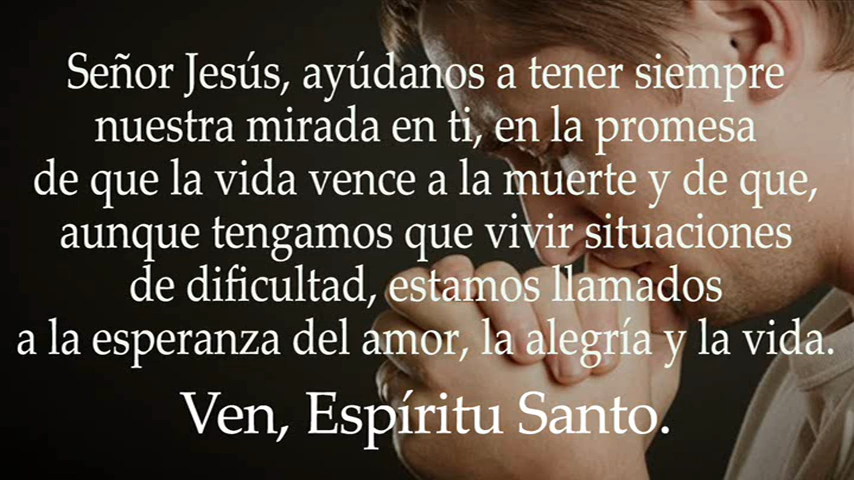 Señor Jesús, ayúdanos a tener siempre
nuestra mirada en ti, en la promesa
de que la vida vence a la muerte y de que,
aunque tengamos que vivir situaciones
de dificultad, estamos llamados
a la esperanza del amor, la alegría y la vida.
Ven, Espíritu Santo.